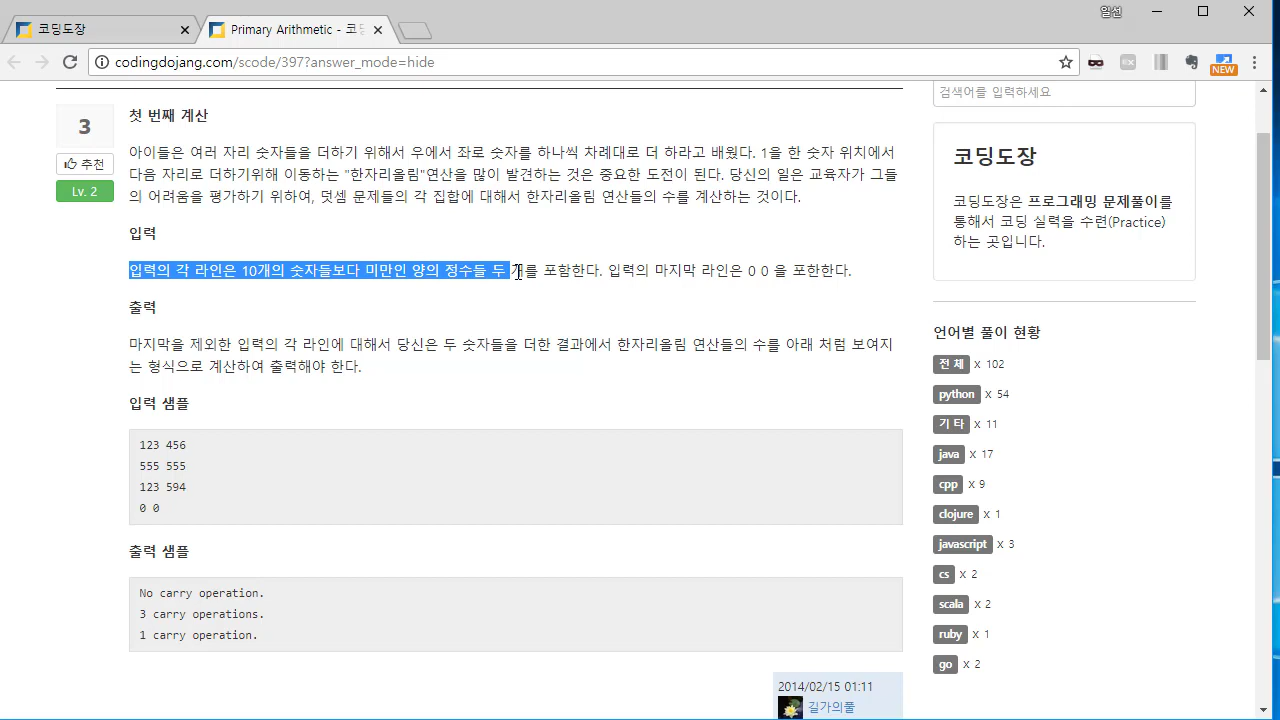 코딩도장
Primary Arithmetic - 코
일선
codingdojang.com/scode/397?answer_mode=hide
NEW
3
추천
Lv. 2
첫 번째 계산
아이들은 여러 자리 숫자들을 더하기 위해서 우에서 좌로 숫자를 하나씩 차례대로 더 하라고 배웠다. 1을 한 숫자 위치에서
다음 자리로 더하기위해 이동하는 "한자리올림"연산을 많이 발견하는 것은 중요한 도전이 된다. 당신의 일은 교육자가 그들
의 어려움을 평가하기 위하여, 덧셈 문제들의 각 집합에 대해서 한자리올림 연산들의 수를 계산하는 것이다.
입력
입력의 각 라인은 10개의 숫자들보다 미만인 양의 정수들 두 개를 포함한다. 입력의 마지막 라인은 0 0 을 포한한다.
출력
마지막을 제외한 입력의 각 라인에 대해서 당신은 두 숫자들을 더한 결과에서 한자리올림 연산들의 수를 아래 처럼 보여지
는 형식으로 계산하여 출력해야 한다.
입력 샘플
123 456
555 555
123 594
0 0
출력 샘플
No carry operation.
3 carry operations.
1 carry operation.
2014/02/15 01:11
길가의풀
검색어를 입력하세요
코딩도장
코딩도장은 프로그래밍 문제풀이를
통해서 코딩 실력을 수련(Practice)
하는 곳입니다.
언어별 풀이 현황
전 체 x 102
python x 54
기 타 x 11
java x 17
cpp x 9
clojure x 1
javascript x 3
cs x 2
scala x 2
ruby x 1
go x 2